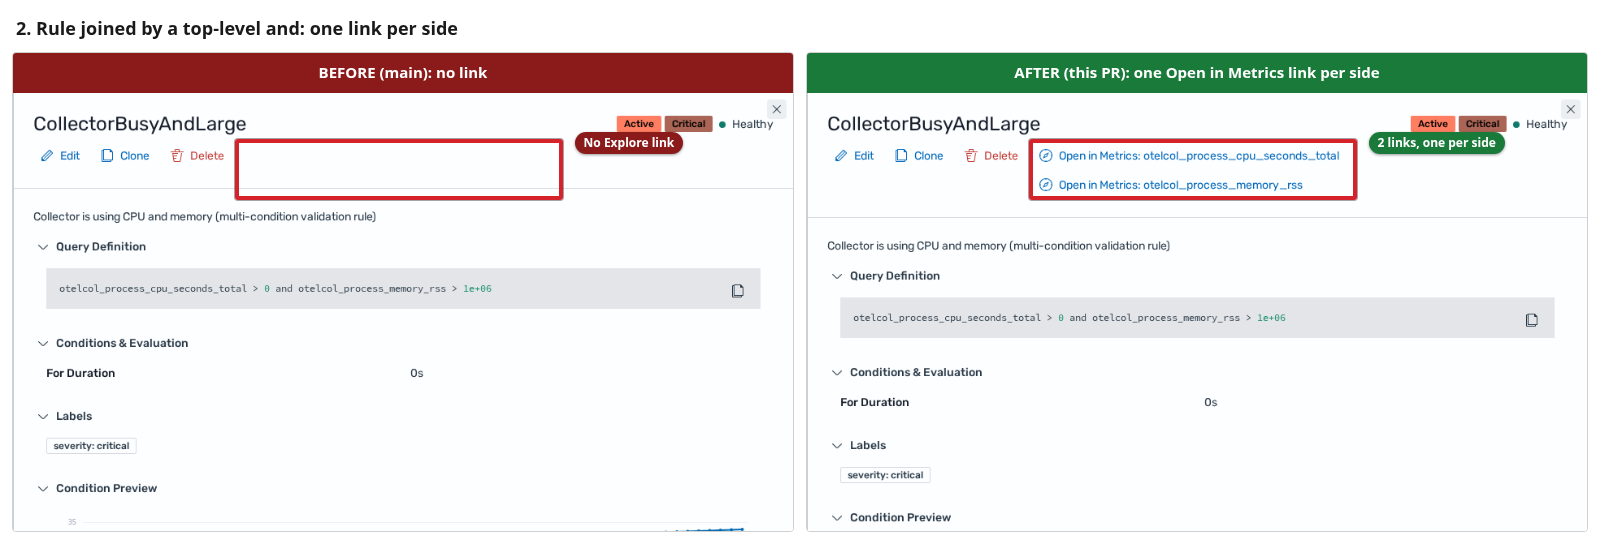 2. Rule joined by a top-level and: one link per side
BEFORE (main): no link
CollectorBusyAndLarge
Active Critical Healthy
No Explore link
Edit Clone Delete
Collector is using CPU and memory (multi-condition validation rule)
Query Definition
otelcol_process_cpu_seconds_total > 0 and otelcol_process_memory_rss > 1e+06
Conditions & Evaluation
For Duration 0s
Labels
severity: critical
Condition Preview
35
AFTER (this PR): one Open in Metrics link per side
CollectorBusyAndLarge
Active Critical Healthy
2 links, one per side
Edit Clone Delete Open in Metrics: otelcol_process_cpu_seconds_total
Open in Metrics: otelcol_process_memory_rss
Collector is using CPU and memory (multi-condition validation rule)
Query Definition
otelcol_process_cpu_seconds_total > 0 and otelcol_process_memory_rss > 1e+06
Conditions & Evaluation
For Duration 0s
Labels
severity: critical
Condition Preview